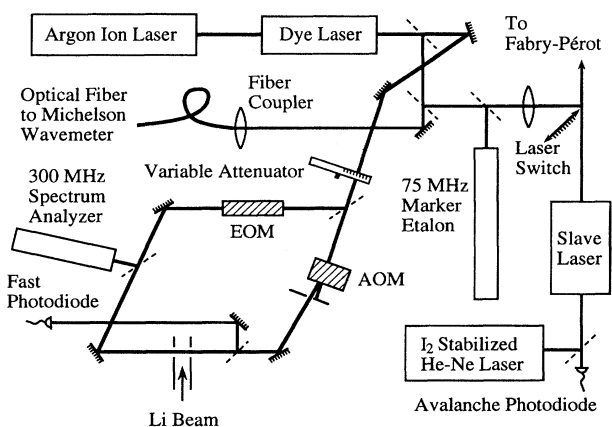 Argon Ion Laser
Dye Laser
To
Fabry-Pérot
Optical Fiber
to Michelson
Wavemeter
Fiber
Coupler
Laser
Switch
Variable Attenuator
300 MHz
Spectrum
Analyzer
75 MHz
Marker
Etalon
EOM
Slave
Laser
AOM
Fast
Photodiode
I2 Stabilized
He-Ne Laser
Li Beam
Avalanche Photodiode